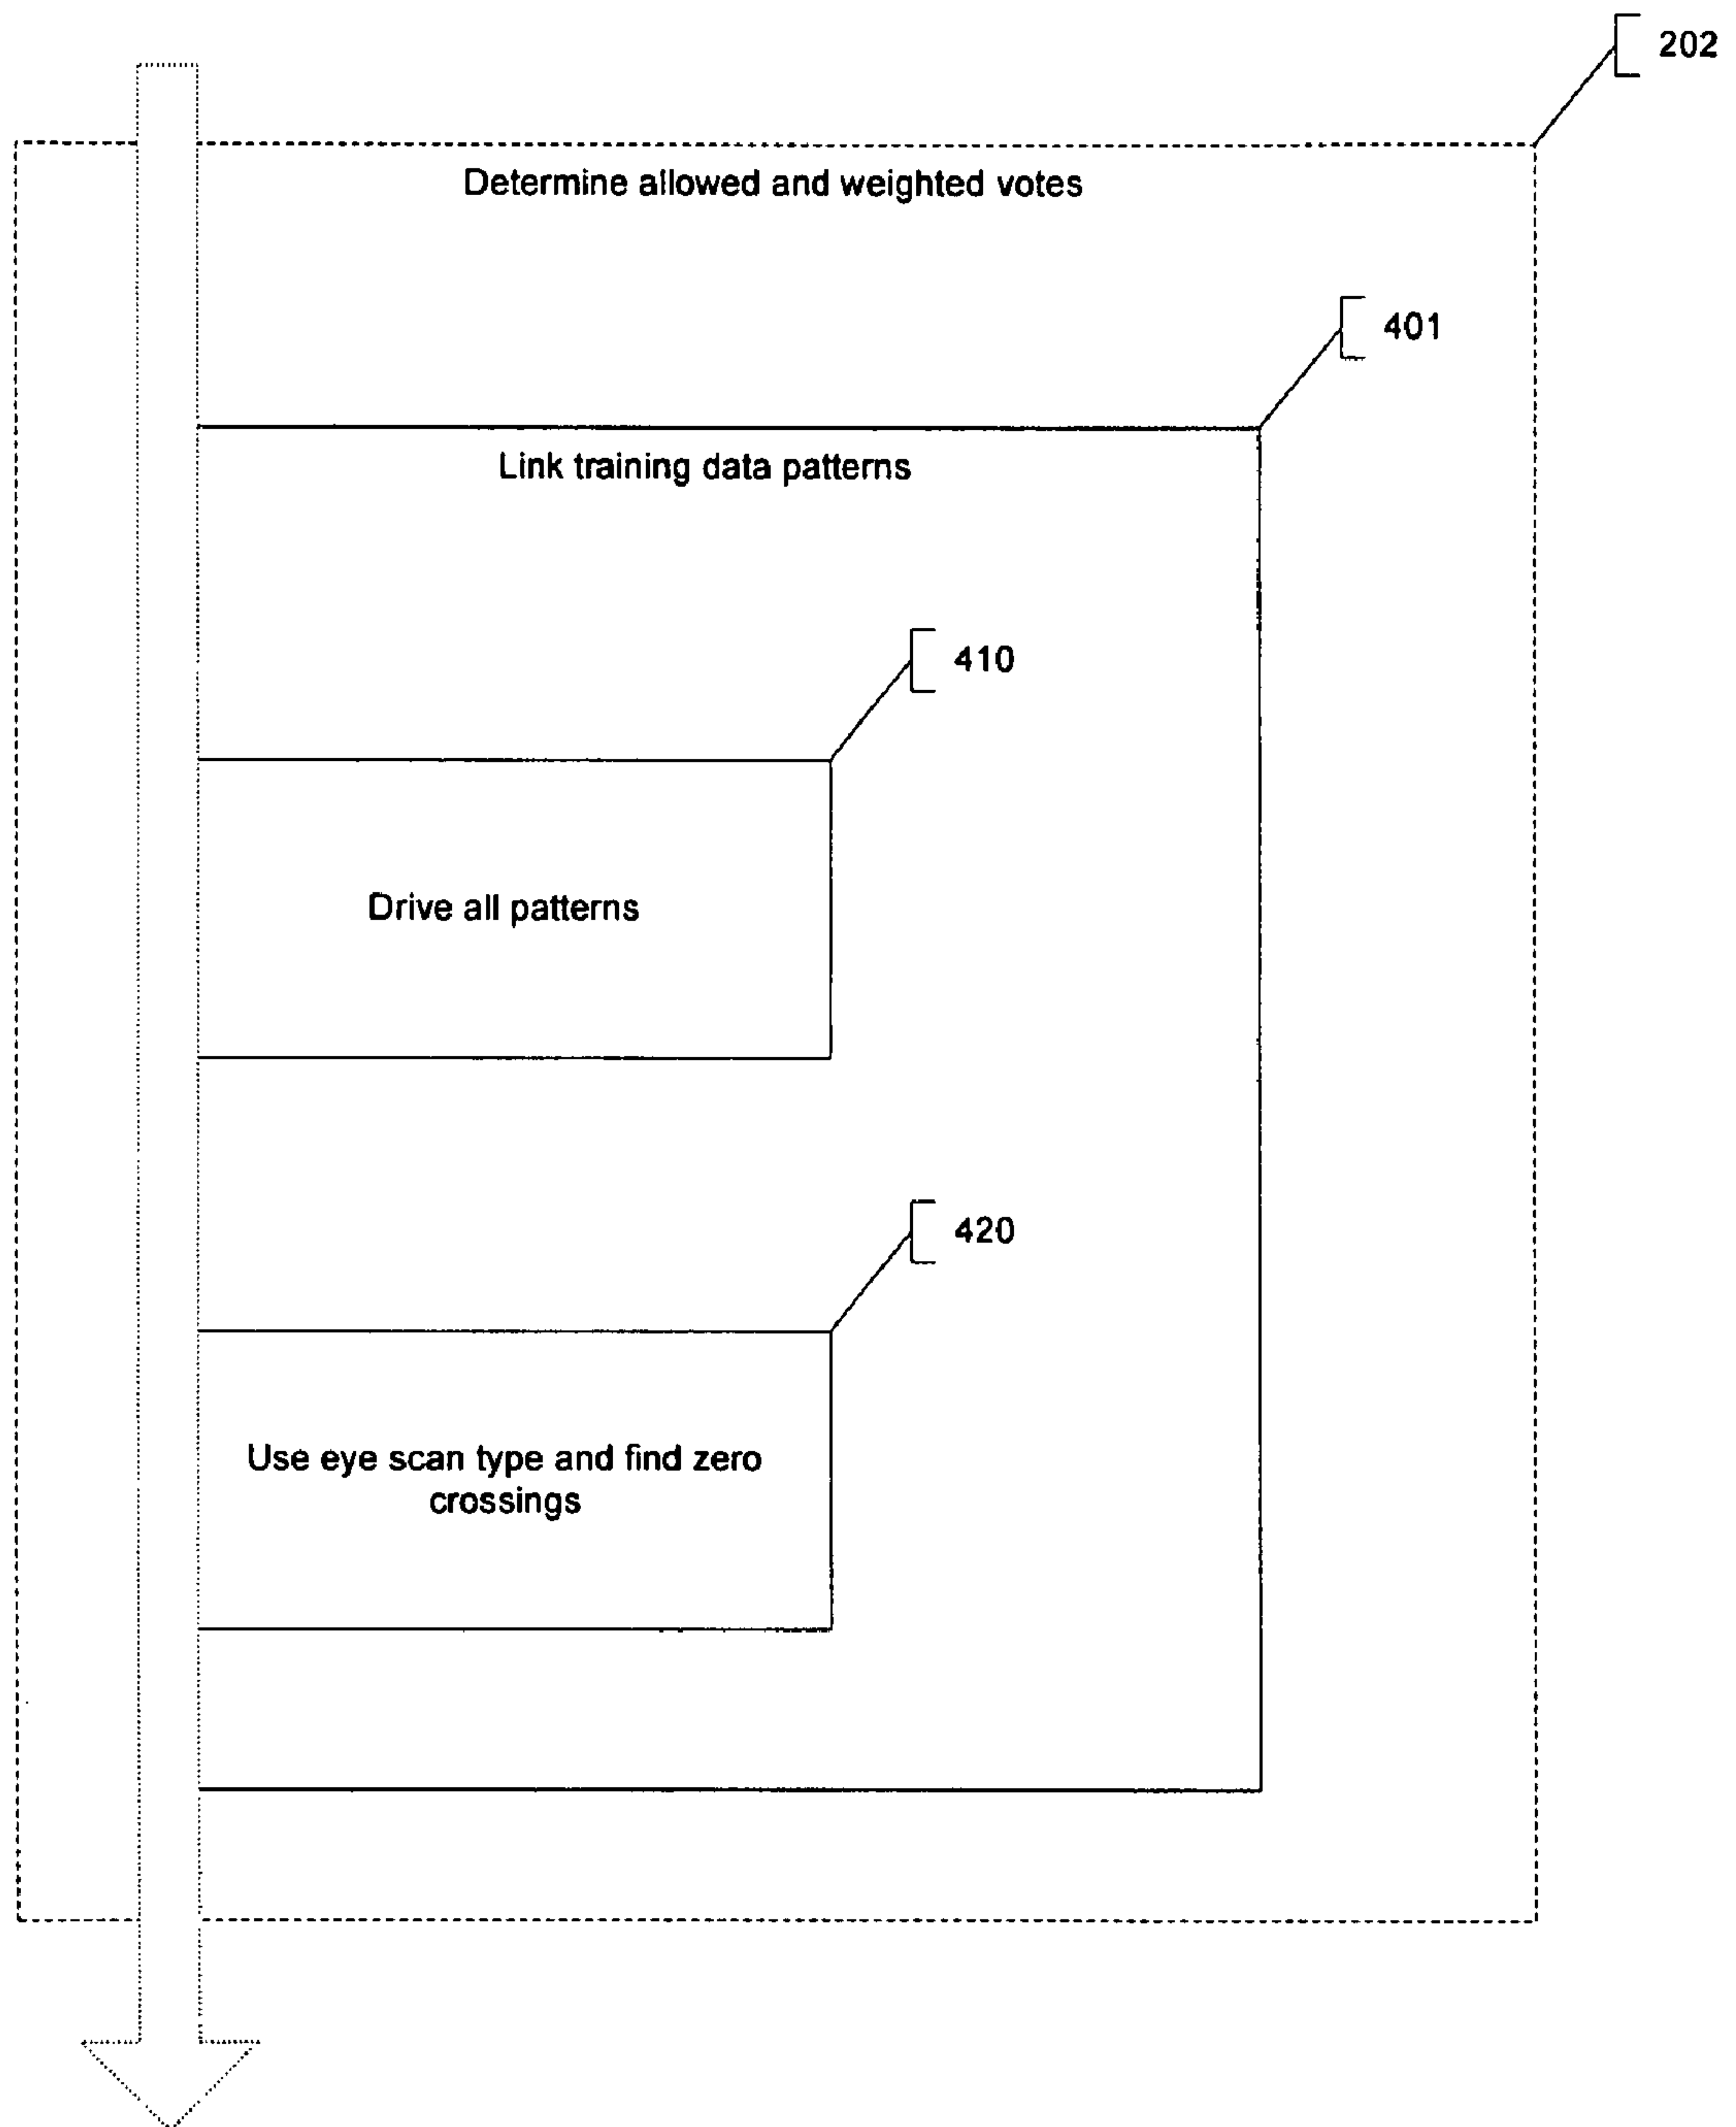 202
Determine allowed and weighted votes
401
Link training data patterns
410
Drive all patterns
420
Use eye scan type and find zero
crossings